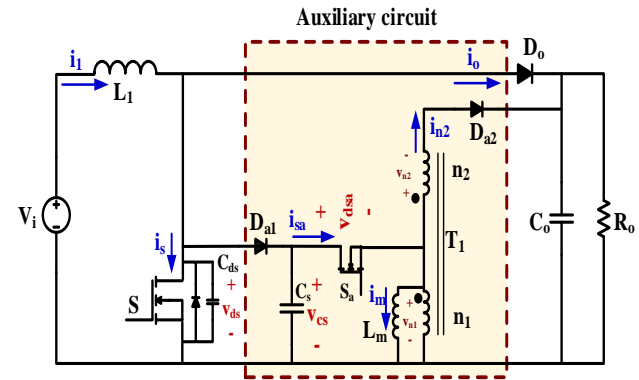 Auxiliary circuit
i1
L1
io
Do
Da2
in2
vn2
-
+
n2
Vi
+
-
is
Da1
isa
+
vdsa
-
T1
Co
Ro
S
Cds
+
vds
-
Cs
+
vcs
-
Sa
im
Lm
+
vn1
-
n1